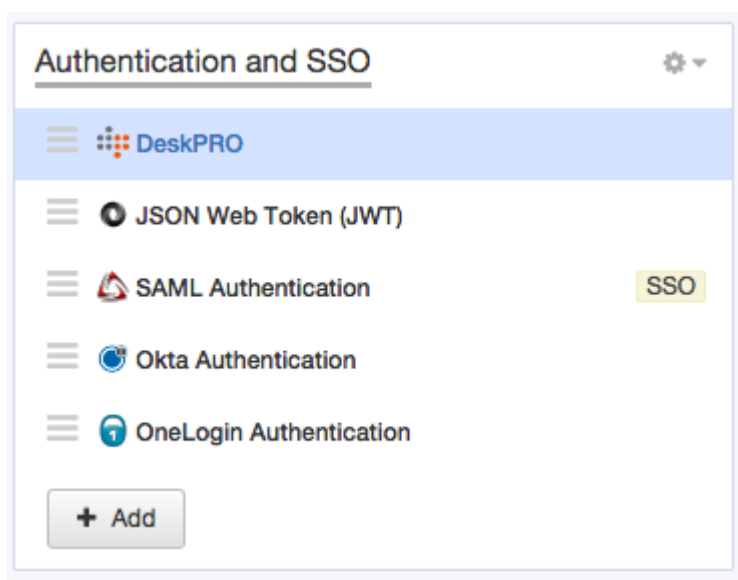 Authentication and SSO
DeskPRO
JSON Web Token (JWT)
SAML Authentication SSO
Okta Authentication
OneLogin Authentication
+ Add